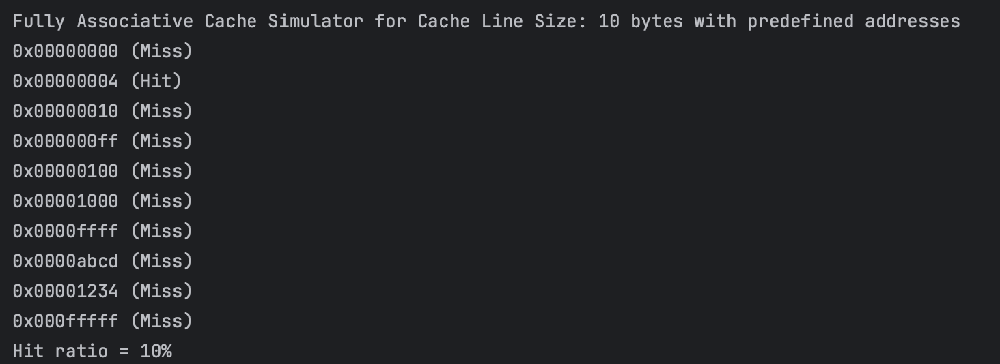 Fully Associative Cache Simulator for Cache Line Size: 10 bytes with predefined addresses
0x00000000 (Miss)
0x00000004 (Hit)
0x00000010 (Miss)
0x000000ff (Miss)
0x00000100 (Miss)
0x00001000 (Miss)
0x0000ffff (Miss)
0x0000abcd (Miss)
0x00001234 (Miss)
0x000fffff (Miss)
Hit ratio = 10%